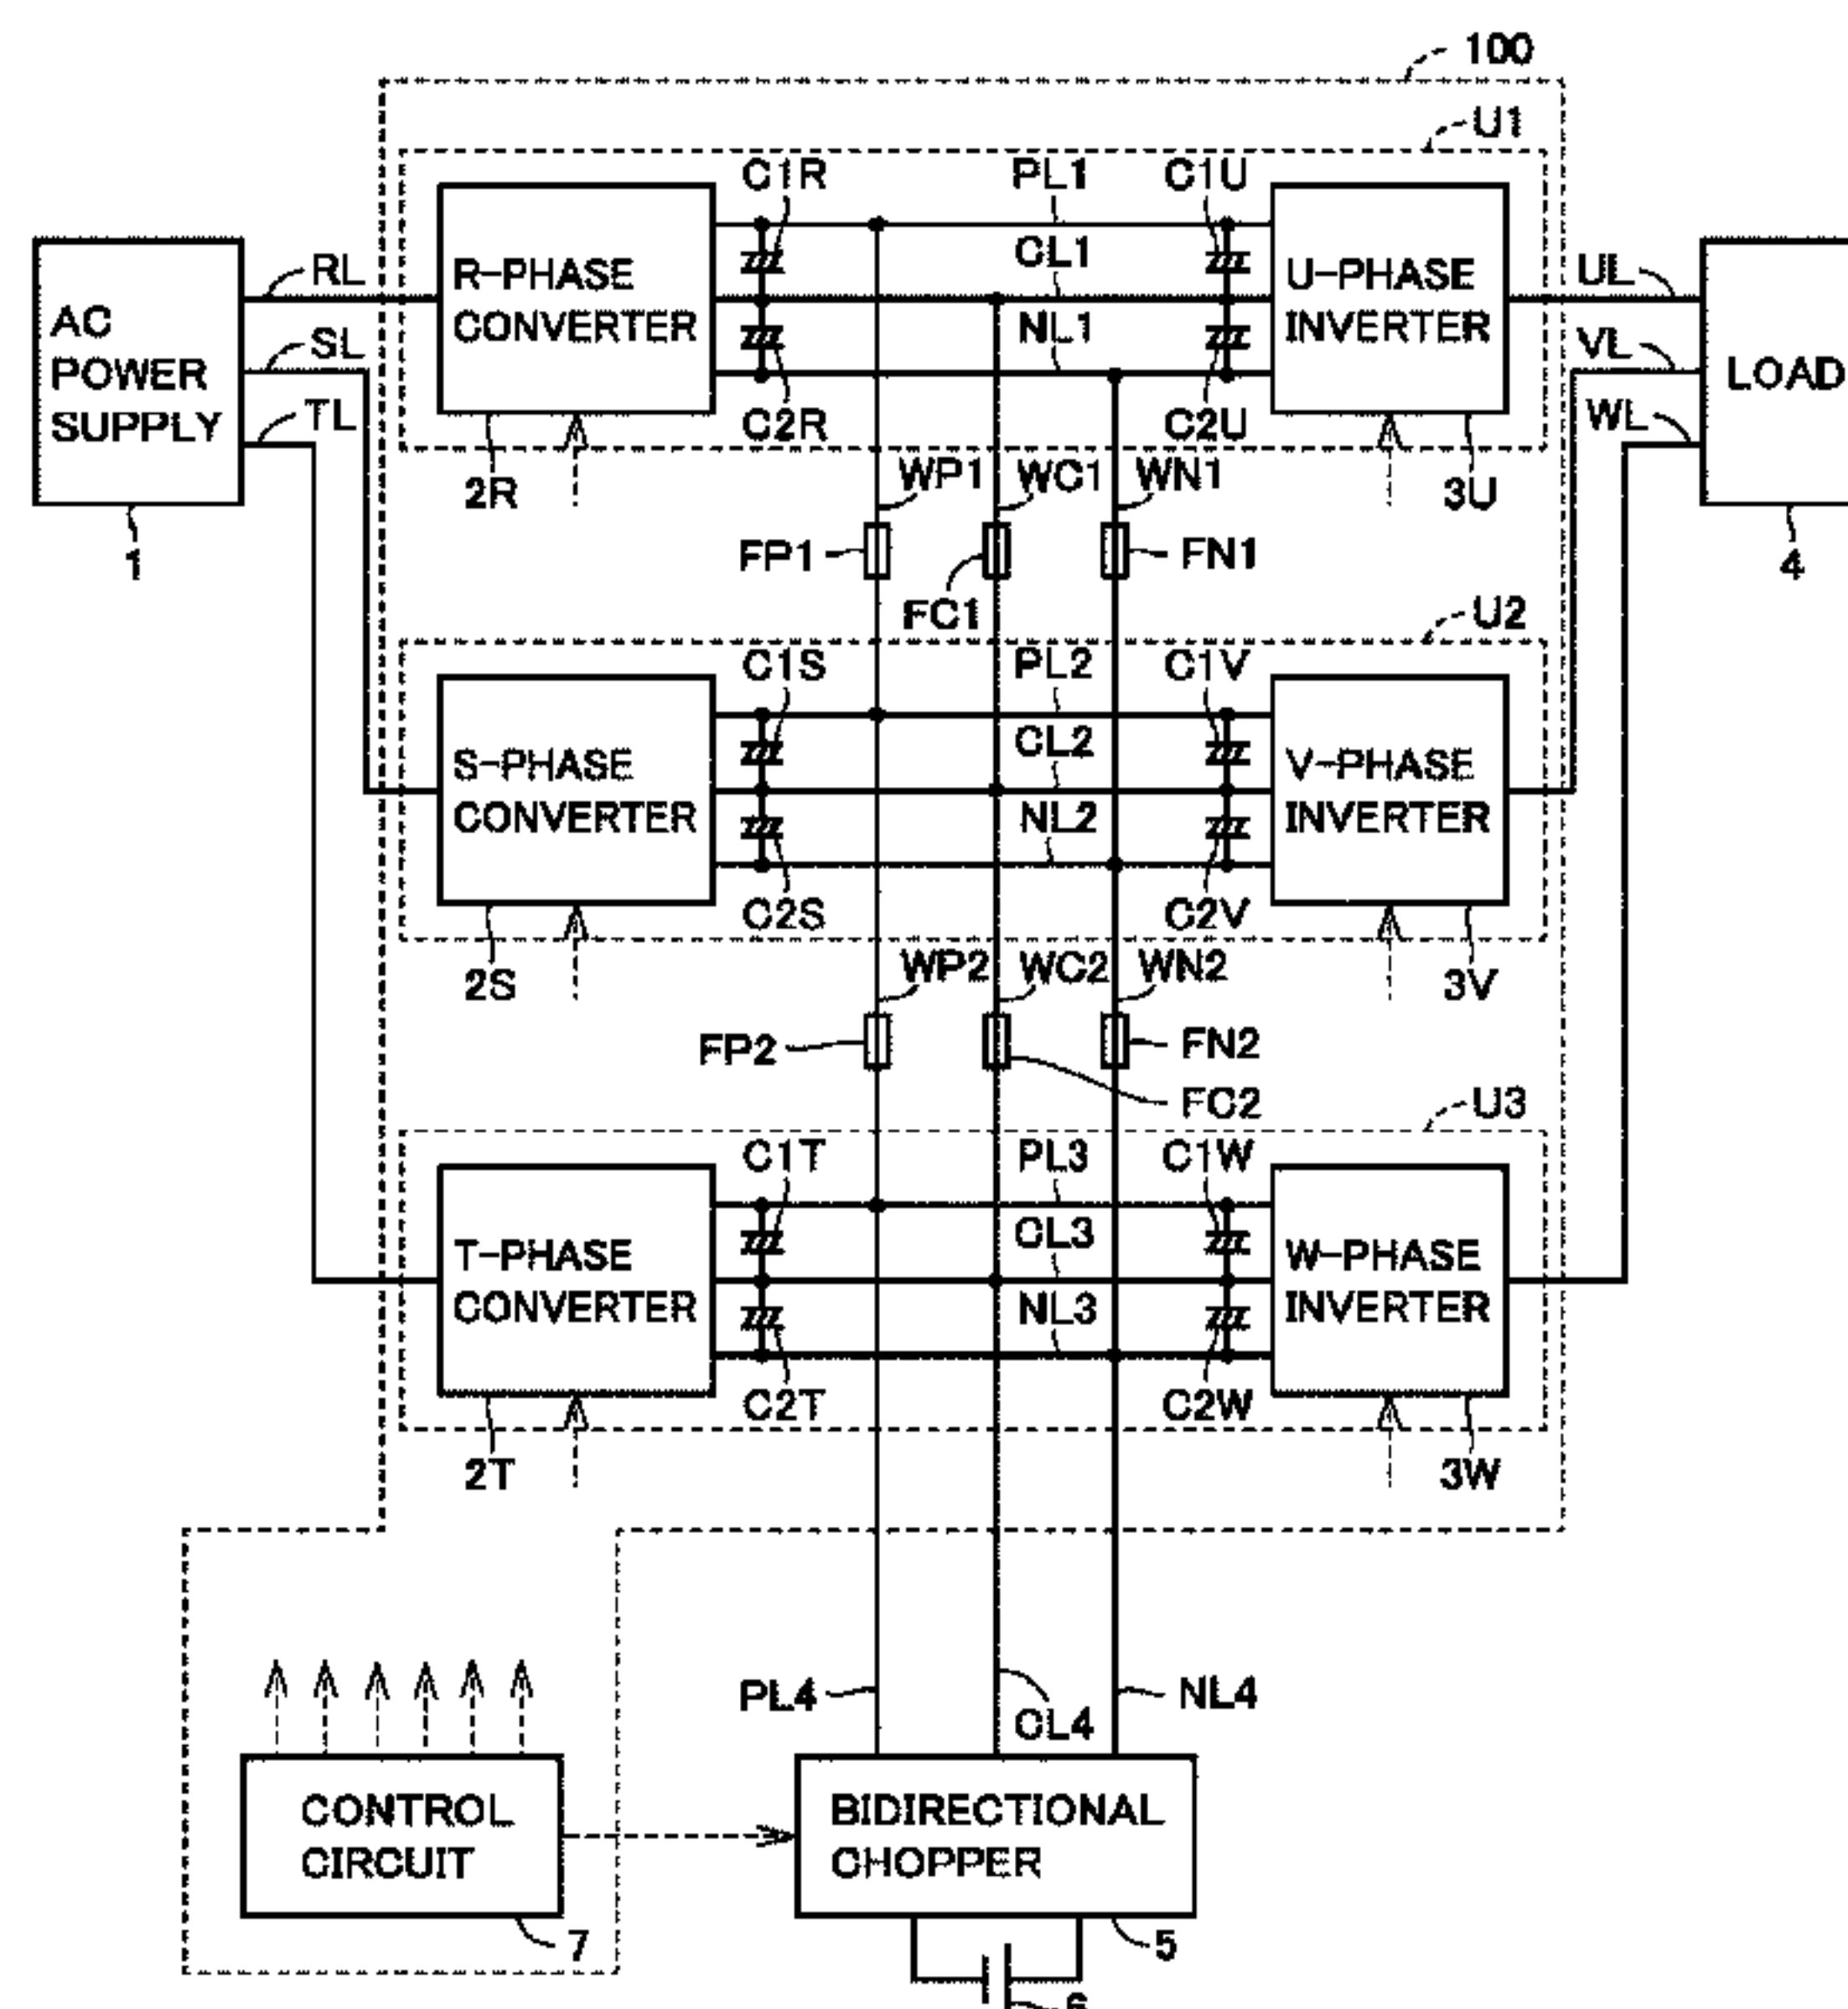 100
U1
C1R
PL1
C1U
AC
POWER
SUPPLY
RL
SL
TL
R-PHASE
CONVERTER
CL1
NL1
U-PHASE
INVERTER
UL
VL
WL
LOAD
C2R
C2U
1
2R
WP1
WC1
WN1
3U
4
FP1
FC1
FN1
U2
C1S
PL2
C1V
S-PHASE
CONVERTER
CL2
NL2
V-PHASE
INVERTER
C2S
C2V
2S
WP2
WC2
WN2
3V
FP2
FN2
FC2
U3
C1T
PL3
C1W
T-PHASE
CONVERTER
CL3
NL3
W-PHASE
INVERTER
C2T
C2W
2T
3W
PL4
CL4
NL4
CONTROL
CIRCUIT
BIDIRECTIONAL
CHOPPER
7
5